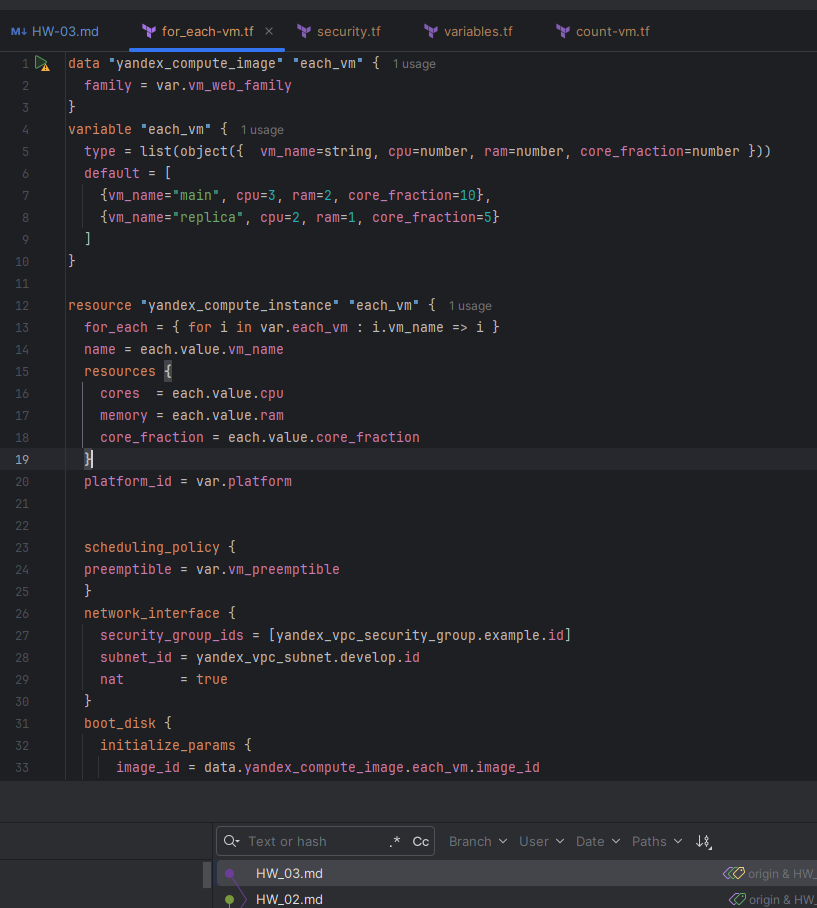 M↓ HW-03.md for_each-vm.tf × security.tf variables.tf count-vm.tf
1 data "yandex_compute_image" "each_vm" { 1 usage
2 family = var.vm_web_family
3 }
4 variable "each_vm" { 1 usage
5 type = list(object({  vm_name=string, cpu=number, ram=number, core_fraction=number }))
6 default = [
7 {vm_name="main", cpu=3, ram=2, core_fraction=10},
8 {vm_name="replica", cpu=2, ram=1, core_fraction=5}
9 ]
10 }
11
12 resource "yandex_compute_instance" "each_vm" { 1 usage
13 for_each = { for i in var.each_vm : i.vm_name => i }
14 name = each.value.vm_name
15 resources {
16 cores  = each.value.cpu
17 memory = each.value.ram
18 core_fraction = each.value.core_fraction
19 }
20 platform_id = var.platform
21
22
23 scheduling_policy {
24 preemptible = var.vm_preemptible
25 }
26 network_interface {
27 security_group_ids = [yandex_vpc_security_group.example.id]
28 subnet_id = yandex_vpc_subnet.develop.id
29 nat       = true
30 }
31 boot_disk {
32 initialize_params {
33 image_id = data.yandex_compute_image.each_vm.image_id
Text or hash .* Cc Branch User Date Paths
HW_03.md origin & HW_
HW_02.md origin & HW_